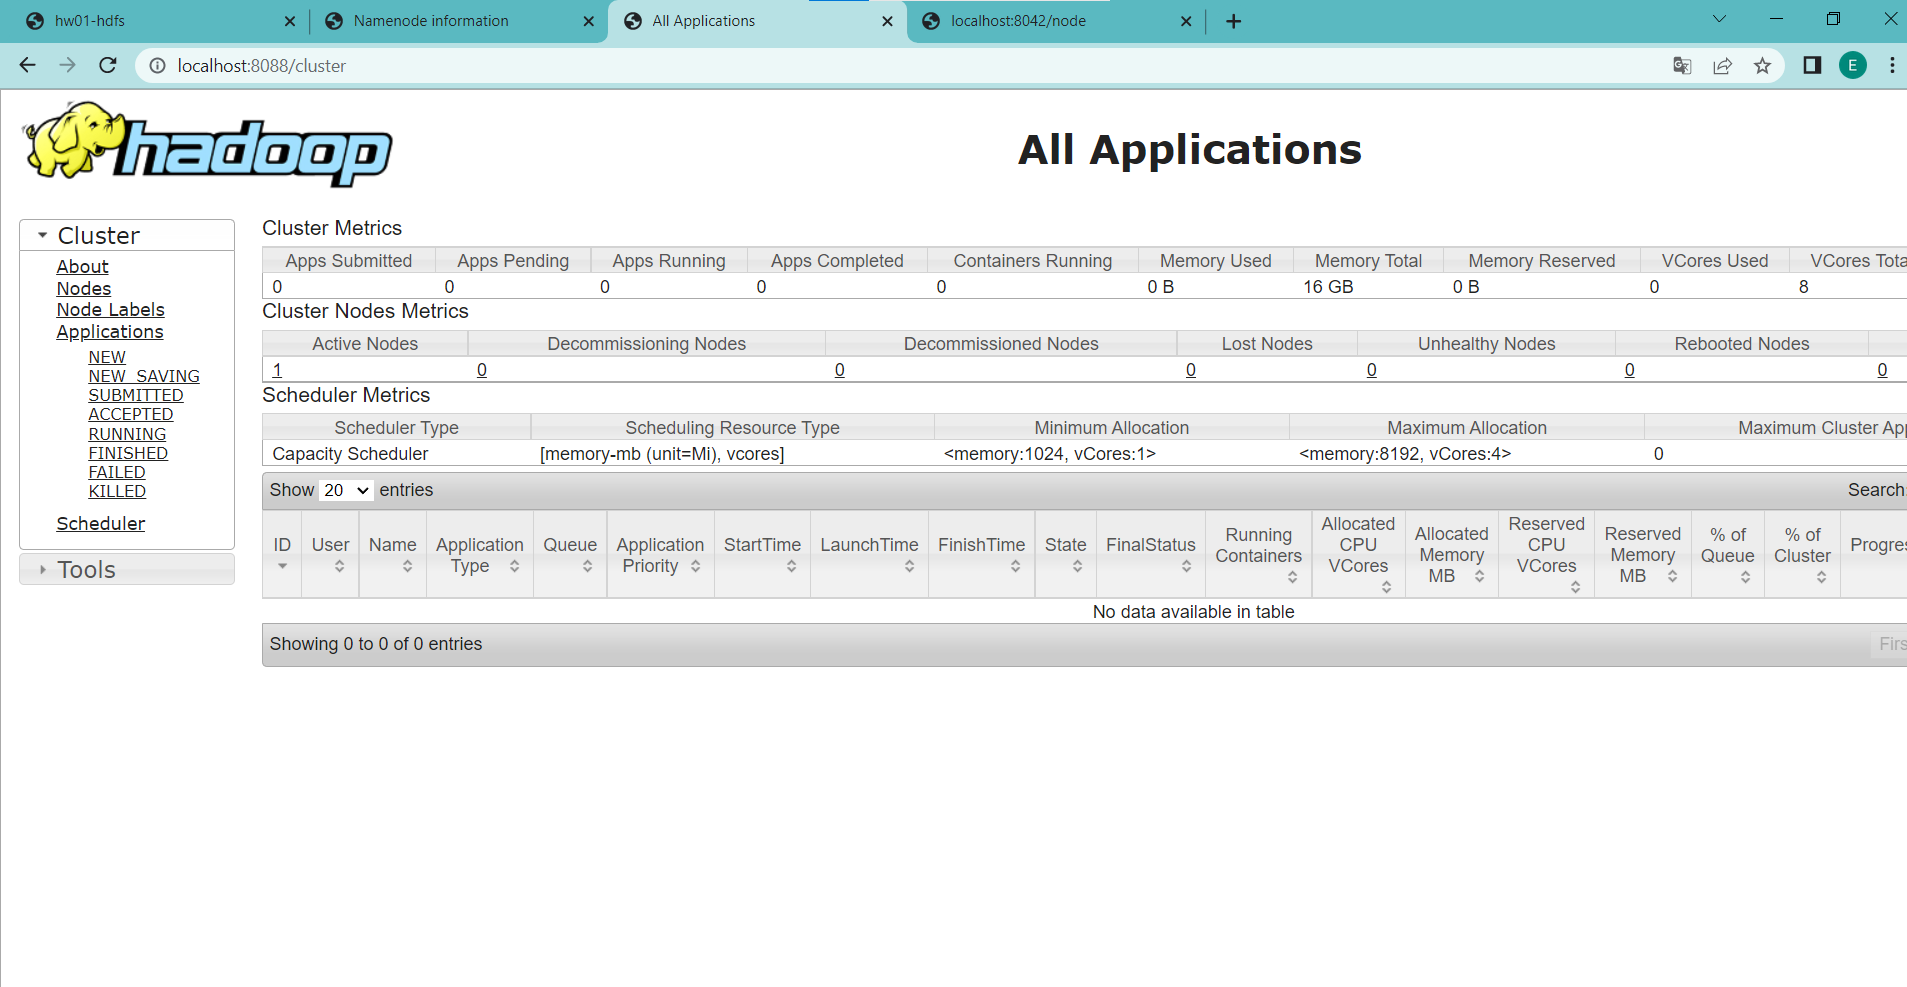 hw01-hdfs
Namenode information
All Applications
localhost:8042/node
localhost:8088/cluster
E
hadoop
All Applications
Cluster
About
Nodes
Node Labels
Applications
NEW
NEW_SAVING
SUBMITTED
ACCEPTED
RUNNING
FINISHED
FAILED
KILLED
Scheduler
Tools
Cluster Metrics
Apps Submitted Apps Pending Apps Running Apps Completed Containers Running Memory Used Memory Total Memory Reserved VCores Used VCores Tota
0 0 0 0 0 0 B 16 GB 0 B 0 8
Cluster Nodes Metrics
Active Nodes Decommissioning Nodes Decommissioned Nodes Lost Nodes Unhealthy Nodes Rebooted Nodes
1 0 0 0 0 0 0
Scheduler Metrics
Scheduler Type Scheduling Resource Type Minimum Allocation Maximum Allocation Maximum Cluster App
Capacity Scheduler [memory-mb (unit=Mi), vcores] <memory:1024, vCores:1> <memory:8192, vCores:4> 0
Show 20 entries Search:
ID User Name Application Type Queue Application Priority StartTime LaunchTime FinishTime State FinalStatus Running Containers Allocated CPU VCores Allocated Memory MB Reserved CPU VCores Reserved Memory MB % of Queue % of Cluster Progres
No data available in table
Showing 0 to 0 of 0 entries Firs